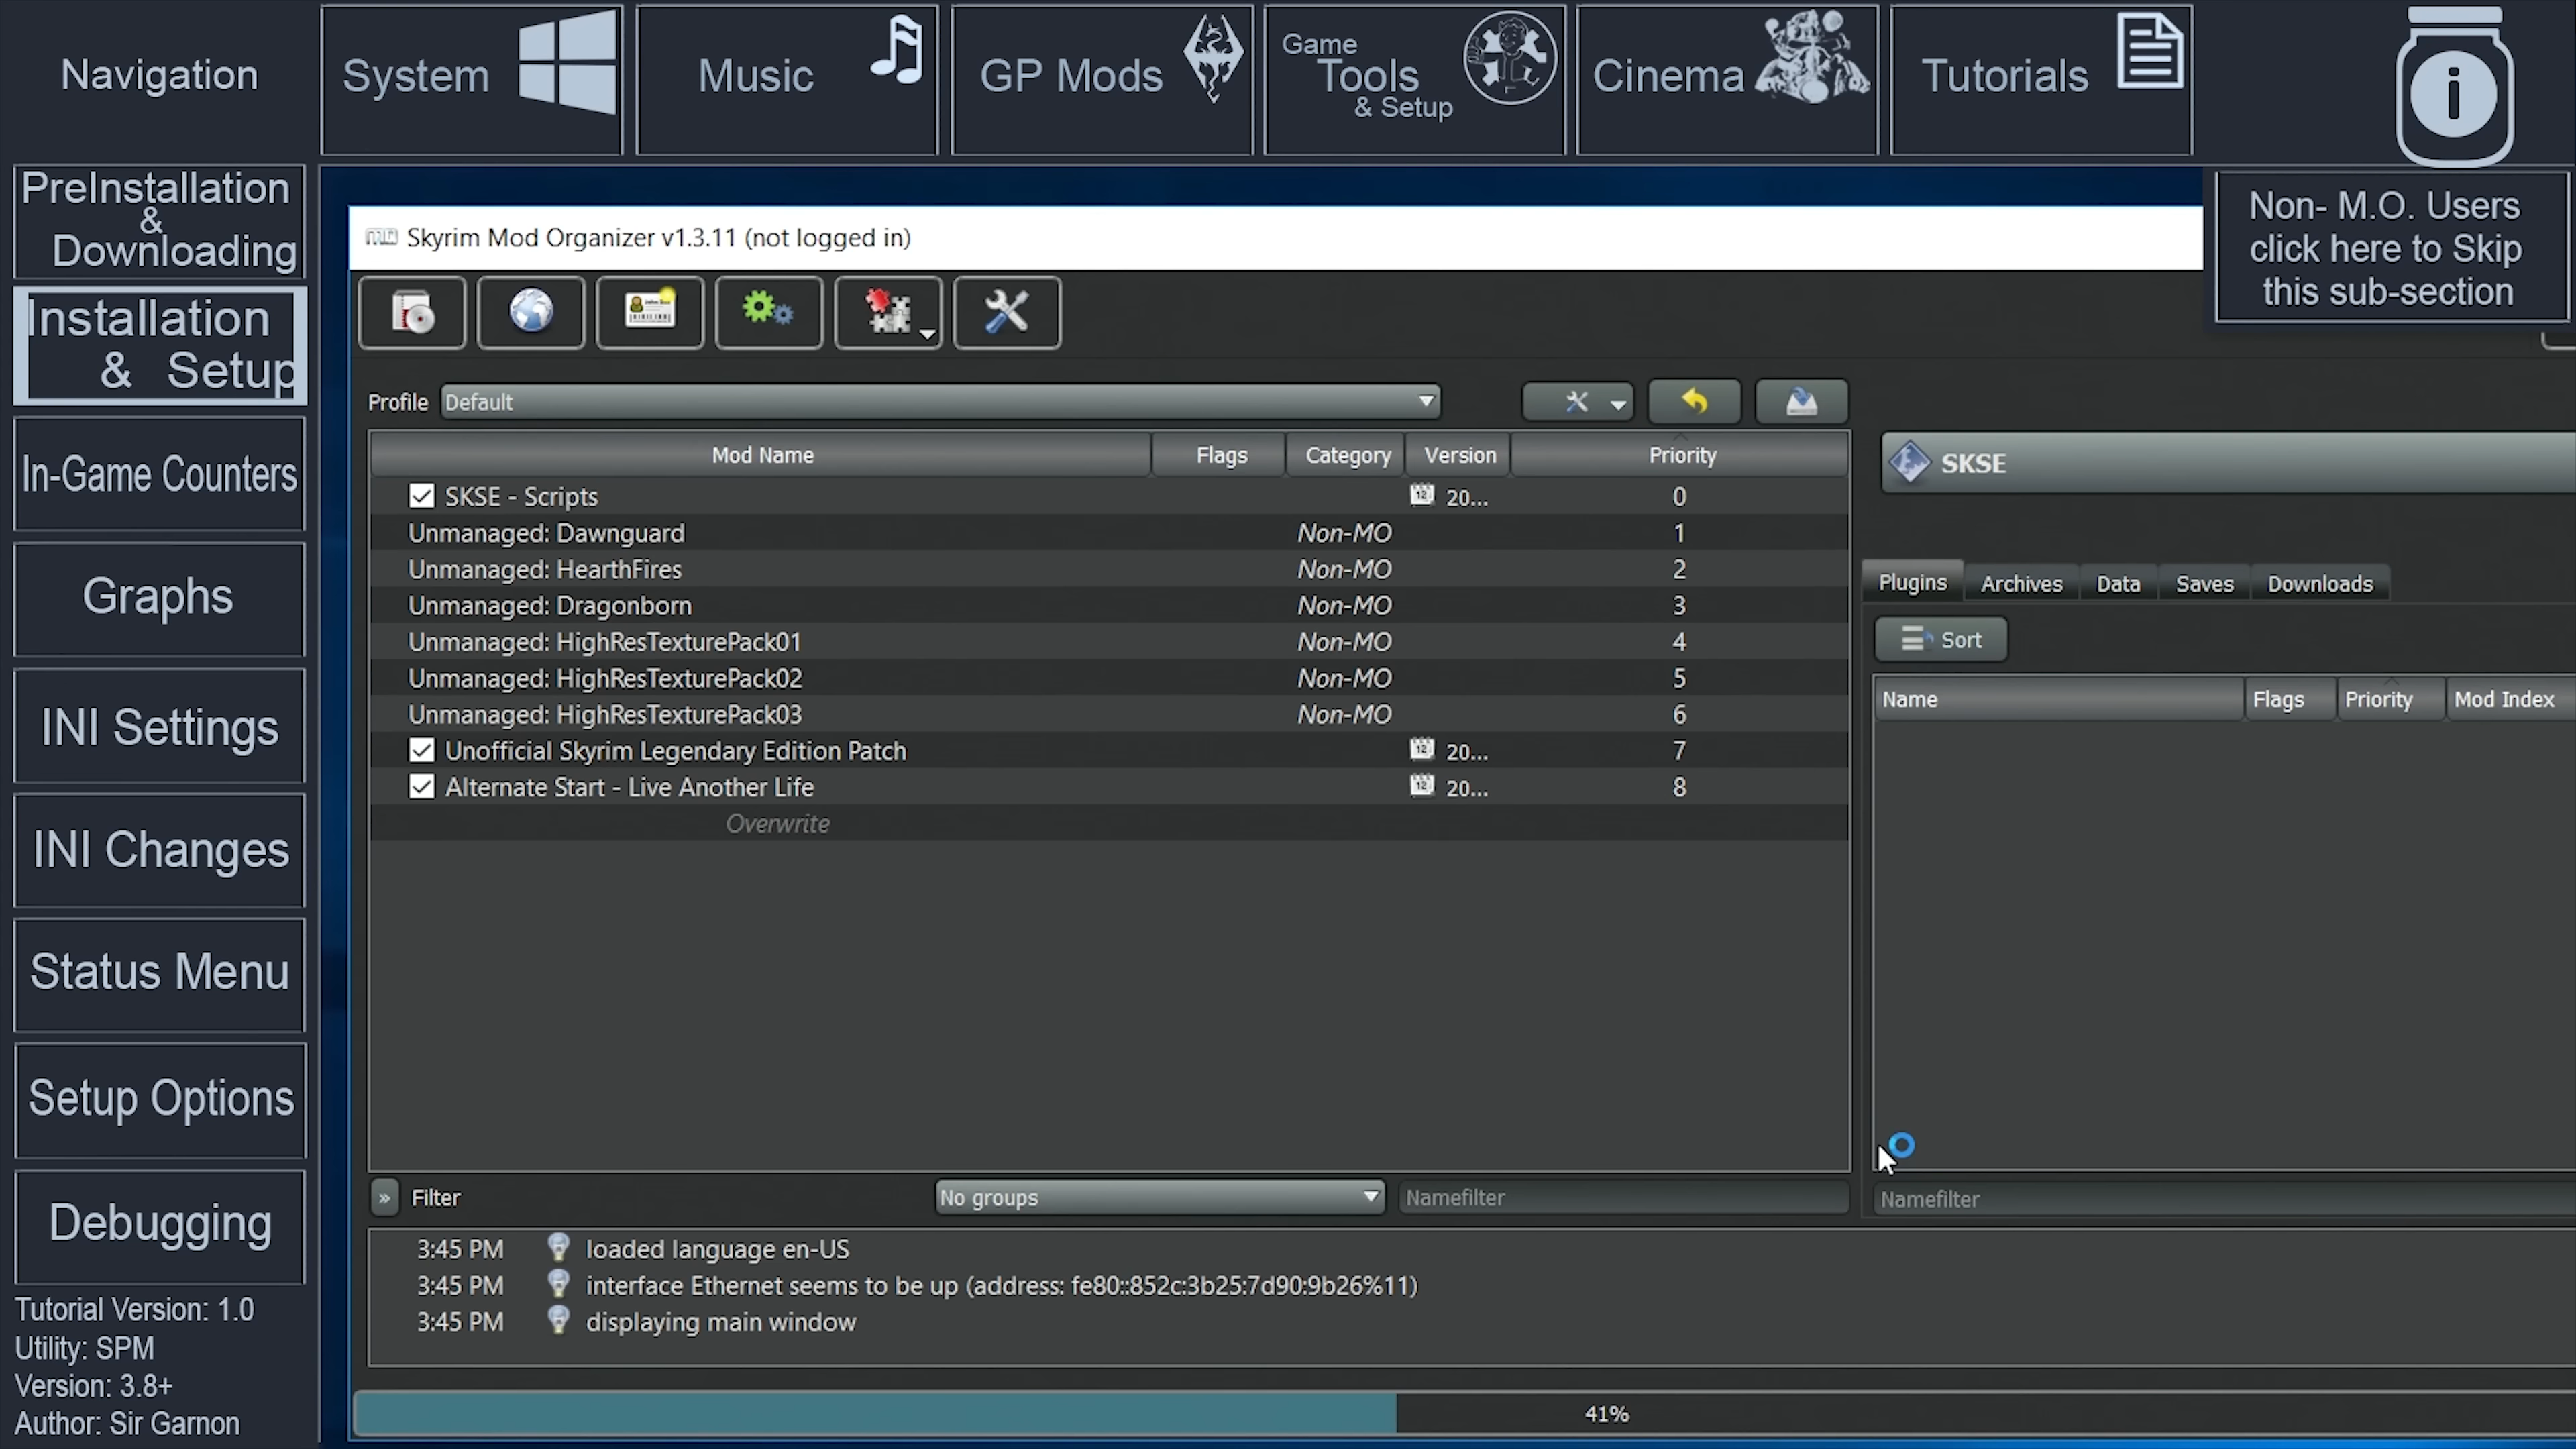 Navigation
System
Music
GP Mods
Game
Tools
& Setup
Cinema
Tutorials
i
PreInstallation
&
Downloading
Installation
& Setup
In-Game Counters
Graphs
INI Settings
INI Changes
Status Menu
Setup Options
Debugging
Tutorial Version: 1.0
Utility: SPM
Version: 3.8+
Author: Sir Garnon
Non- M.O. Users
click here to Skip
this sub-section
Skyrim Mod Organizer v1.3.11 (not logged in)
Profile Default
Mod Name Flags Category Version Priority
SKSE - Scripts 20... 0
Unmanaged: Dawnguard Non-MO 1
Unmanaged: HearthFires Non-MO 2
Unmanaged: Dragonborn Non-MO 3
Unmanaged: HighResTexturePack01 Non-MO 4
Unmanaged: HighResTexturePack02 Non-MO 5
Unmanaged: HighResTexturePack03 Non-MO 6
Unofficial Skyrim Legendary Edition Patch 20... 7
Alternate Start - Live Another Life 20... 8
Overwrite
» Filter No groups Namefilter
SKSE
Plugins Archives Data Saves Downloads
Sort
Name Flags Priority Mod Index
Namefilter
3:45 PM loaded language en-US
3:45 PM interface Ethernet seems to be up (address: fe80::852c:3b25:7d90:9b26%11)
3:45 PM displaying main window
41%